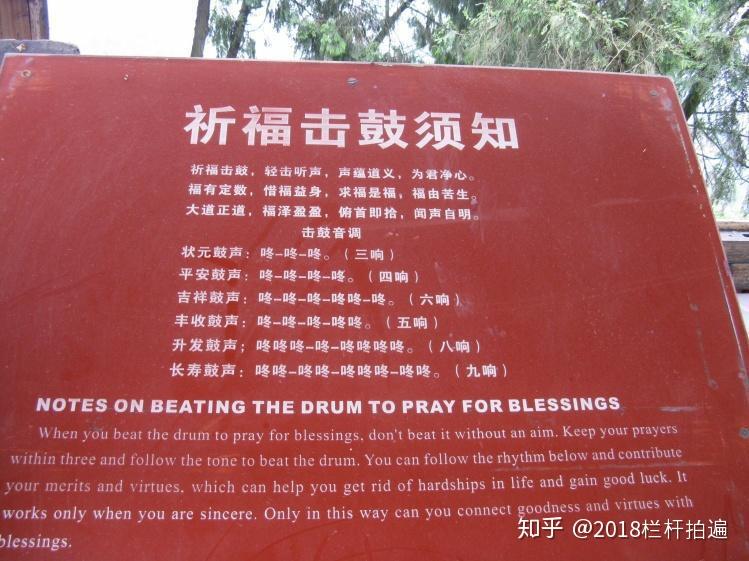 祈福击鼓须知
祈福击鼓，轻击听声，声蕴道义，为君净心。
福有定数，惜福益身，求福是福，福由苦生。
大道正道，福泽盈盈，俯首即拾，闻声自明。
击鼓音调
状元鼓声：咚-咚-咚。（三响）
平安鼓声：咚-咚-咚-咚。（四响）
吉祥鼓声：咚-咚-咚-咚咚-咚。（六响）
丰收鼓声：咚-咚-咚-咚咚。（五响）
升发鼓声；咚咚咚-咚-咚咚咚咚。（八响）
长寿鼓声：咚咚-咚咚-咚咚咚-咚咚。（九响）
NOTES ON BEATING THE DRUM TO PRAY FOR BLESSINGS
When you beat the drum to pray for blessings, don't beat it without an aim. Keep your prayers
within three and follow the tone to beat the drum. You can follow the rhythm below and contribute
your merits and virtues, which can help you get rid of hardships in life and gain good luck. It
works only when you are sincere. Only in this way can you connect goodness and virtues with
blessings.
知乎 @2018栏杆拍遍